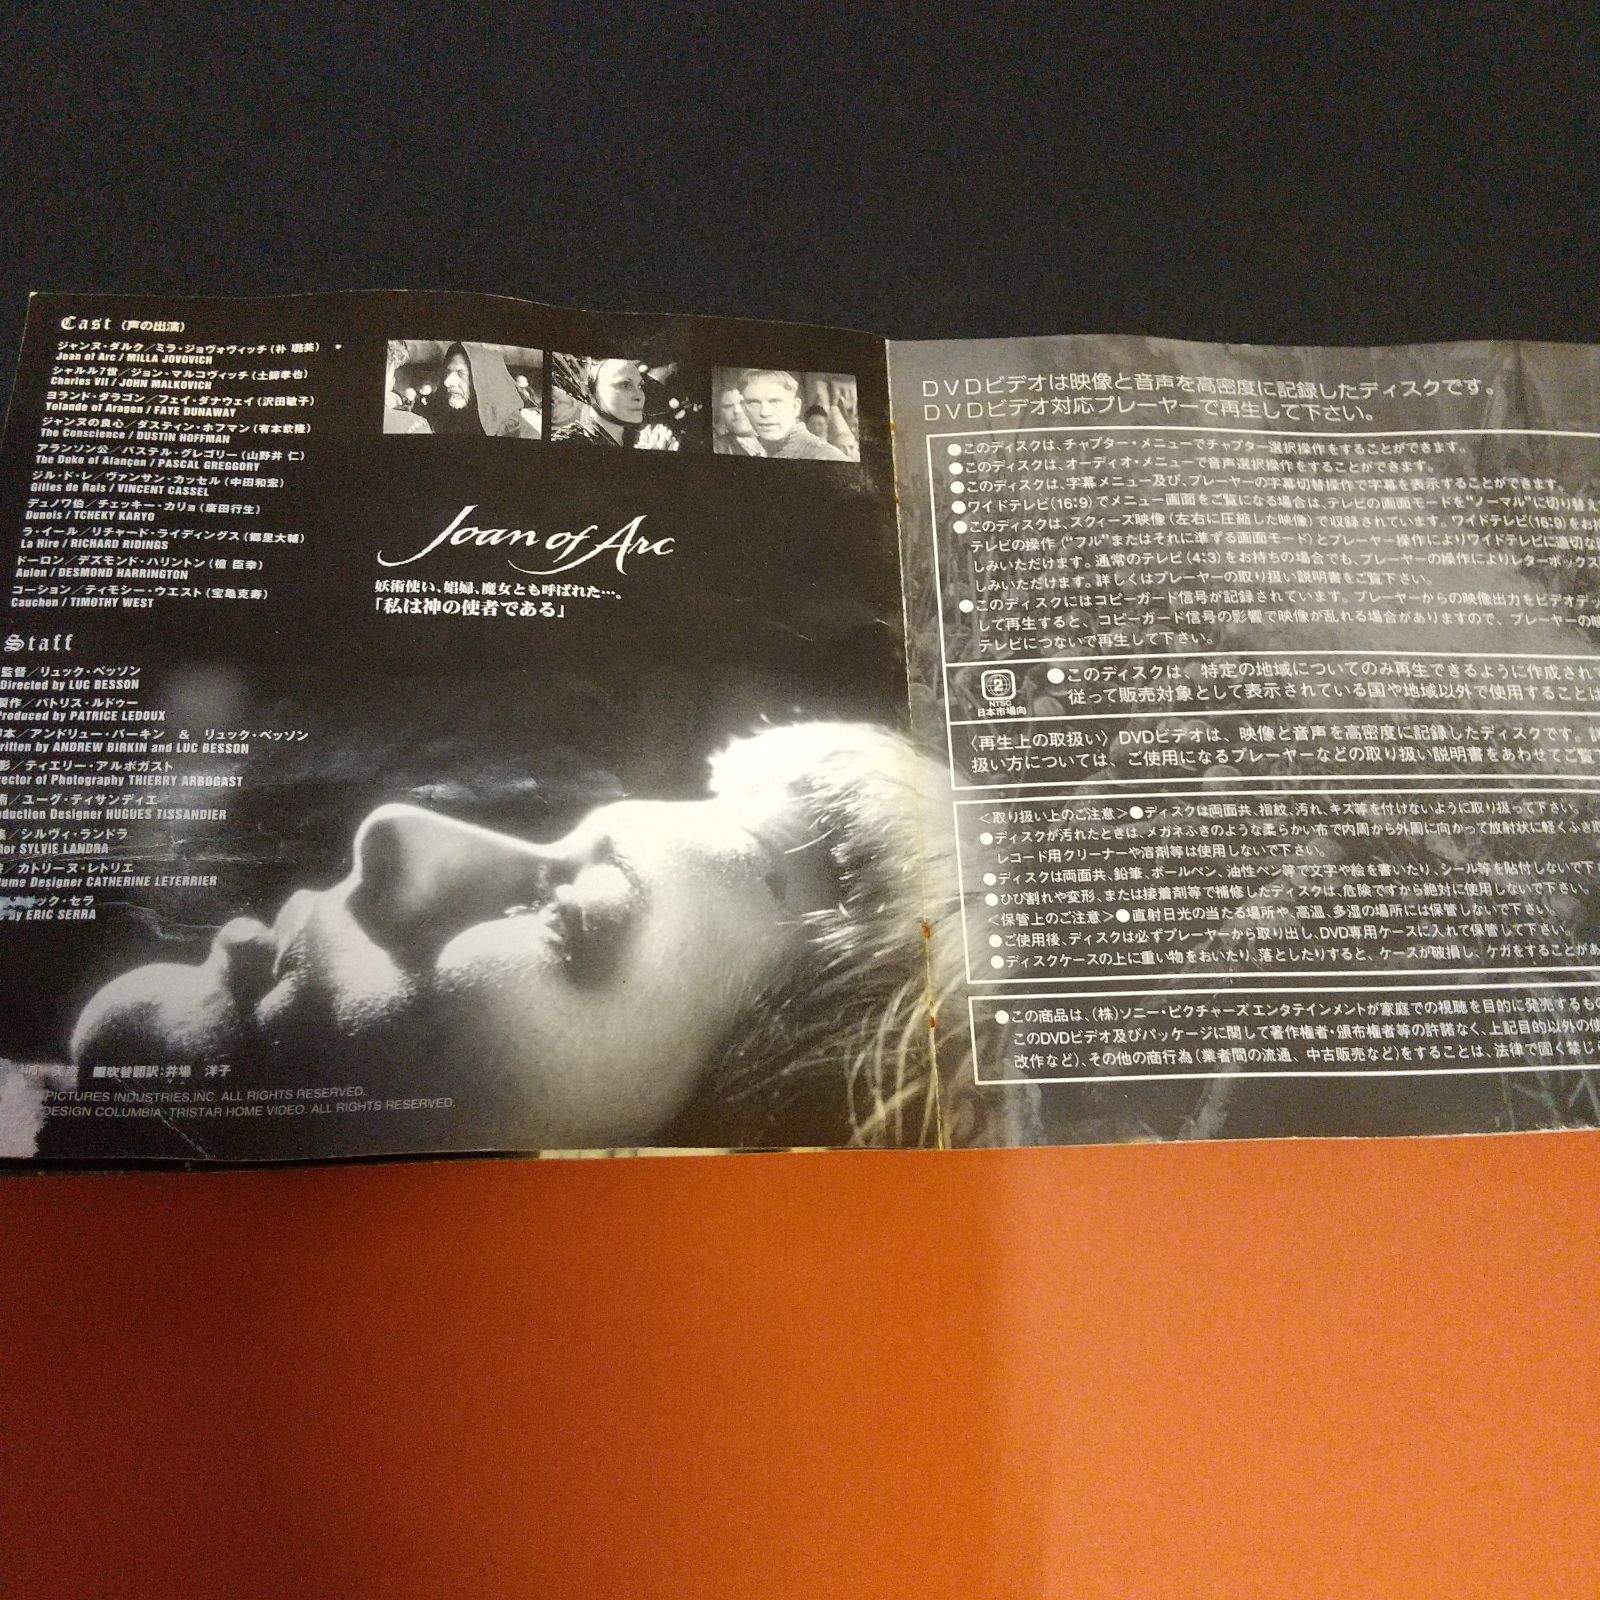 Cast (声の出演)
ジャンヌ・ダルク／ミラ・ジョヴォヴィッチ（朴 璐美）
Joan of Arc / MILLA JOVOVICH
シャルル7世／ジョン・マルコヴィッチ（土師孝也）
Charles VII / JOHN MALKOVICH
ヨランド・ダラゴン／フェイ・ダナウェイ（沢田敏子）
Yolande of Aragon / FAYE DUNAWAY
ジャンヌの良心／ダスティン・ホフマン（有本欽隆）
The Conscience / DUSTIN HOFFMAN
アランソン公／パステル・グレゴリー（山野井 仁）
The Duke of Alançon / PASCAL GREGGORY
ジル・ド・レ／ヴァンサン・カッセル（中田和宏）
Gilles de Rais / VINCENT CASSEL
デュノワ伯／チェッキー・カリョ（廣田行生）
Dunois / TCHEKY KARYO
ラ・イール／リチャード・ライディングス（郷里大輔）
La Hire / RICHARD RIDINGS
ドーロン／デズモンド・ハリントン（檀 臣幸）
Aulon / DESMOND HARRINGTON
コーション／ティモシー・ウエスト（宝亀克寿）
Cauchon / TIMOTHY WEST
Staff
監督／リュック・ベッソン
Directed by LUC BESSON
製作／パトリス・ルドゥー
Produced by PATRICE LEDOUX
本／アンドリュー・バーキン ＆ リュック・ベッソン
ritten by ANDREW BIRKIN and LUC BESSON
影／ティエリー・アルボガスト
rector of Photography THIERRY ARBOGAST
術／ユーグ・ティサンディエ
duction Designer HUGUES TISSANDIER
集／シルヴィ・ランドラ
tor SYLVIE LANDRA
カトリーヌ・レトリエ
ume Designer CATHERINE LETERRIER
リック・セラ
by ERIC SERRA
■吹替翻訳：井場 洋子
PICTURES INDUSTRIES,INC. ALL RIGHTS RESERVED.
DESIGN COLUMBIA TRISTAR HOME VIDEO. ALL RIGHTS RESERVED.
Joan of Arc
妖術使い、娼婦、魔女とも呼ばれた…。
「私は神の使者である」
DVDビデオは映像と音声を高密度に記録したディスクです。
DVDビデオ対応プレーヤーで再生して下さい。
●このディスクは、チャプター・メニューでチャプター選択操作をすることができます。
●このディスクは、オーディオ・メニューで音声選択操作をすることができます。
●このディスクは、字幕メニュー及び、プレーヤーの字幕切替操作で字幕を表示することができます。
●ワイドテレビ（16:9）でメニュー画面をご覧になる場合は、テレビの画面モードを“ノーマル”に切り替え
●このディスクは、スクィーズ映像（左右に圧縮した映像）で収録されています。ワイドテレビ（16:9）をお持
テレビの操作（“フル”またはそれに準ずる画面モード）とプレーヤー操作によりワイドテレビに適切な
しみいただけます。通常のテレビ（4:3）をお持ちの場合でも、プレーヤーの操作によりレターボックス
しみいただけます。詳しくはプレーヤーの取り扱い説明書をご覧下さい。
●このディスクにはコピーガード信号が記録されています。プレーヤーからの映像出力をビデオデッ
して再生すると、コピーガード信号の影響で映像が乱れる場合がありますので、プレーヤーの映
テレビにつないで再生して下さい。
2
NTSC
日本市場向
●このディスクは、特定の地域についてのみ再生できるように作成されて
従って販売対象として表示されている国や地域以外で使用することは
〈再生上の取扱い〉DVDビデオは、映像と音声を高密度に記録したディスクです。
扱い方については、ご使用になるプレーヤーなどの取り扱い説明書をあわせてご覧下
＜取り扱い上のご注意＞●ディスクは両面共、指紋、汚れ、キズ等を付けないように取り扱って下さい。
●ディスクが汚れたときは、メガネふきのような柔らかい布で内周から外周に向かって放射状に軽くふき取
レコード用クリーナーや溶剤等は使用しないで下さい。
●ディスクは両面共、鉛筆、ボールペン、油性ペン等で文字や絵を書いたり、シール等を貼付しないで下
●ひび割れや変形、または接着剤等で補修したディスクは、危険ですから絶対に使用しないで下さい。
＜保管上のご注意＞●直射日光の当たる場所や、高温、多湿の場所には保管しないで下さい。
●ご使用後、ディスクは必ずプレーヤーから取り出し、DVD専用ケースに入れて保管して下さい。
●ディスクケースの上に重い物をおいたり、落としたりすると、ケースが破損し、ケガをすることがあ
●この商品は、（株）ソニー・ピクチャーズ エンタテインメントが家庭での視聴を目的に発売するもの
このDVDビデオ及びパッケージに関して著作権者・頒布権者等の許諾なく、上記目的以外の使
改作など）、その他の商行為（業者間の流通、中古販売など）をすることは、法律で固く禁じら